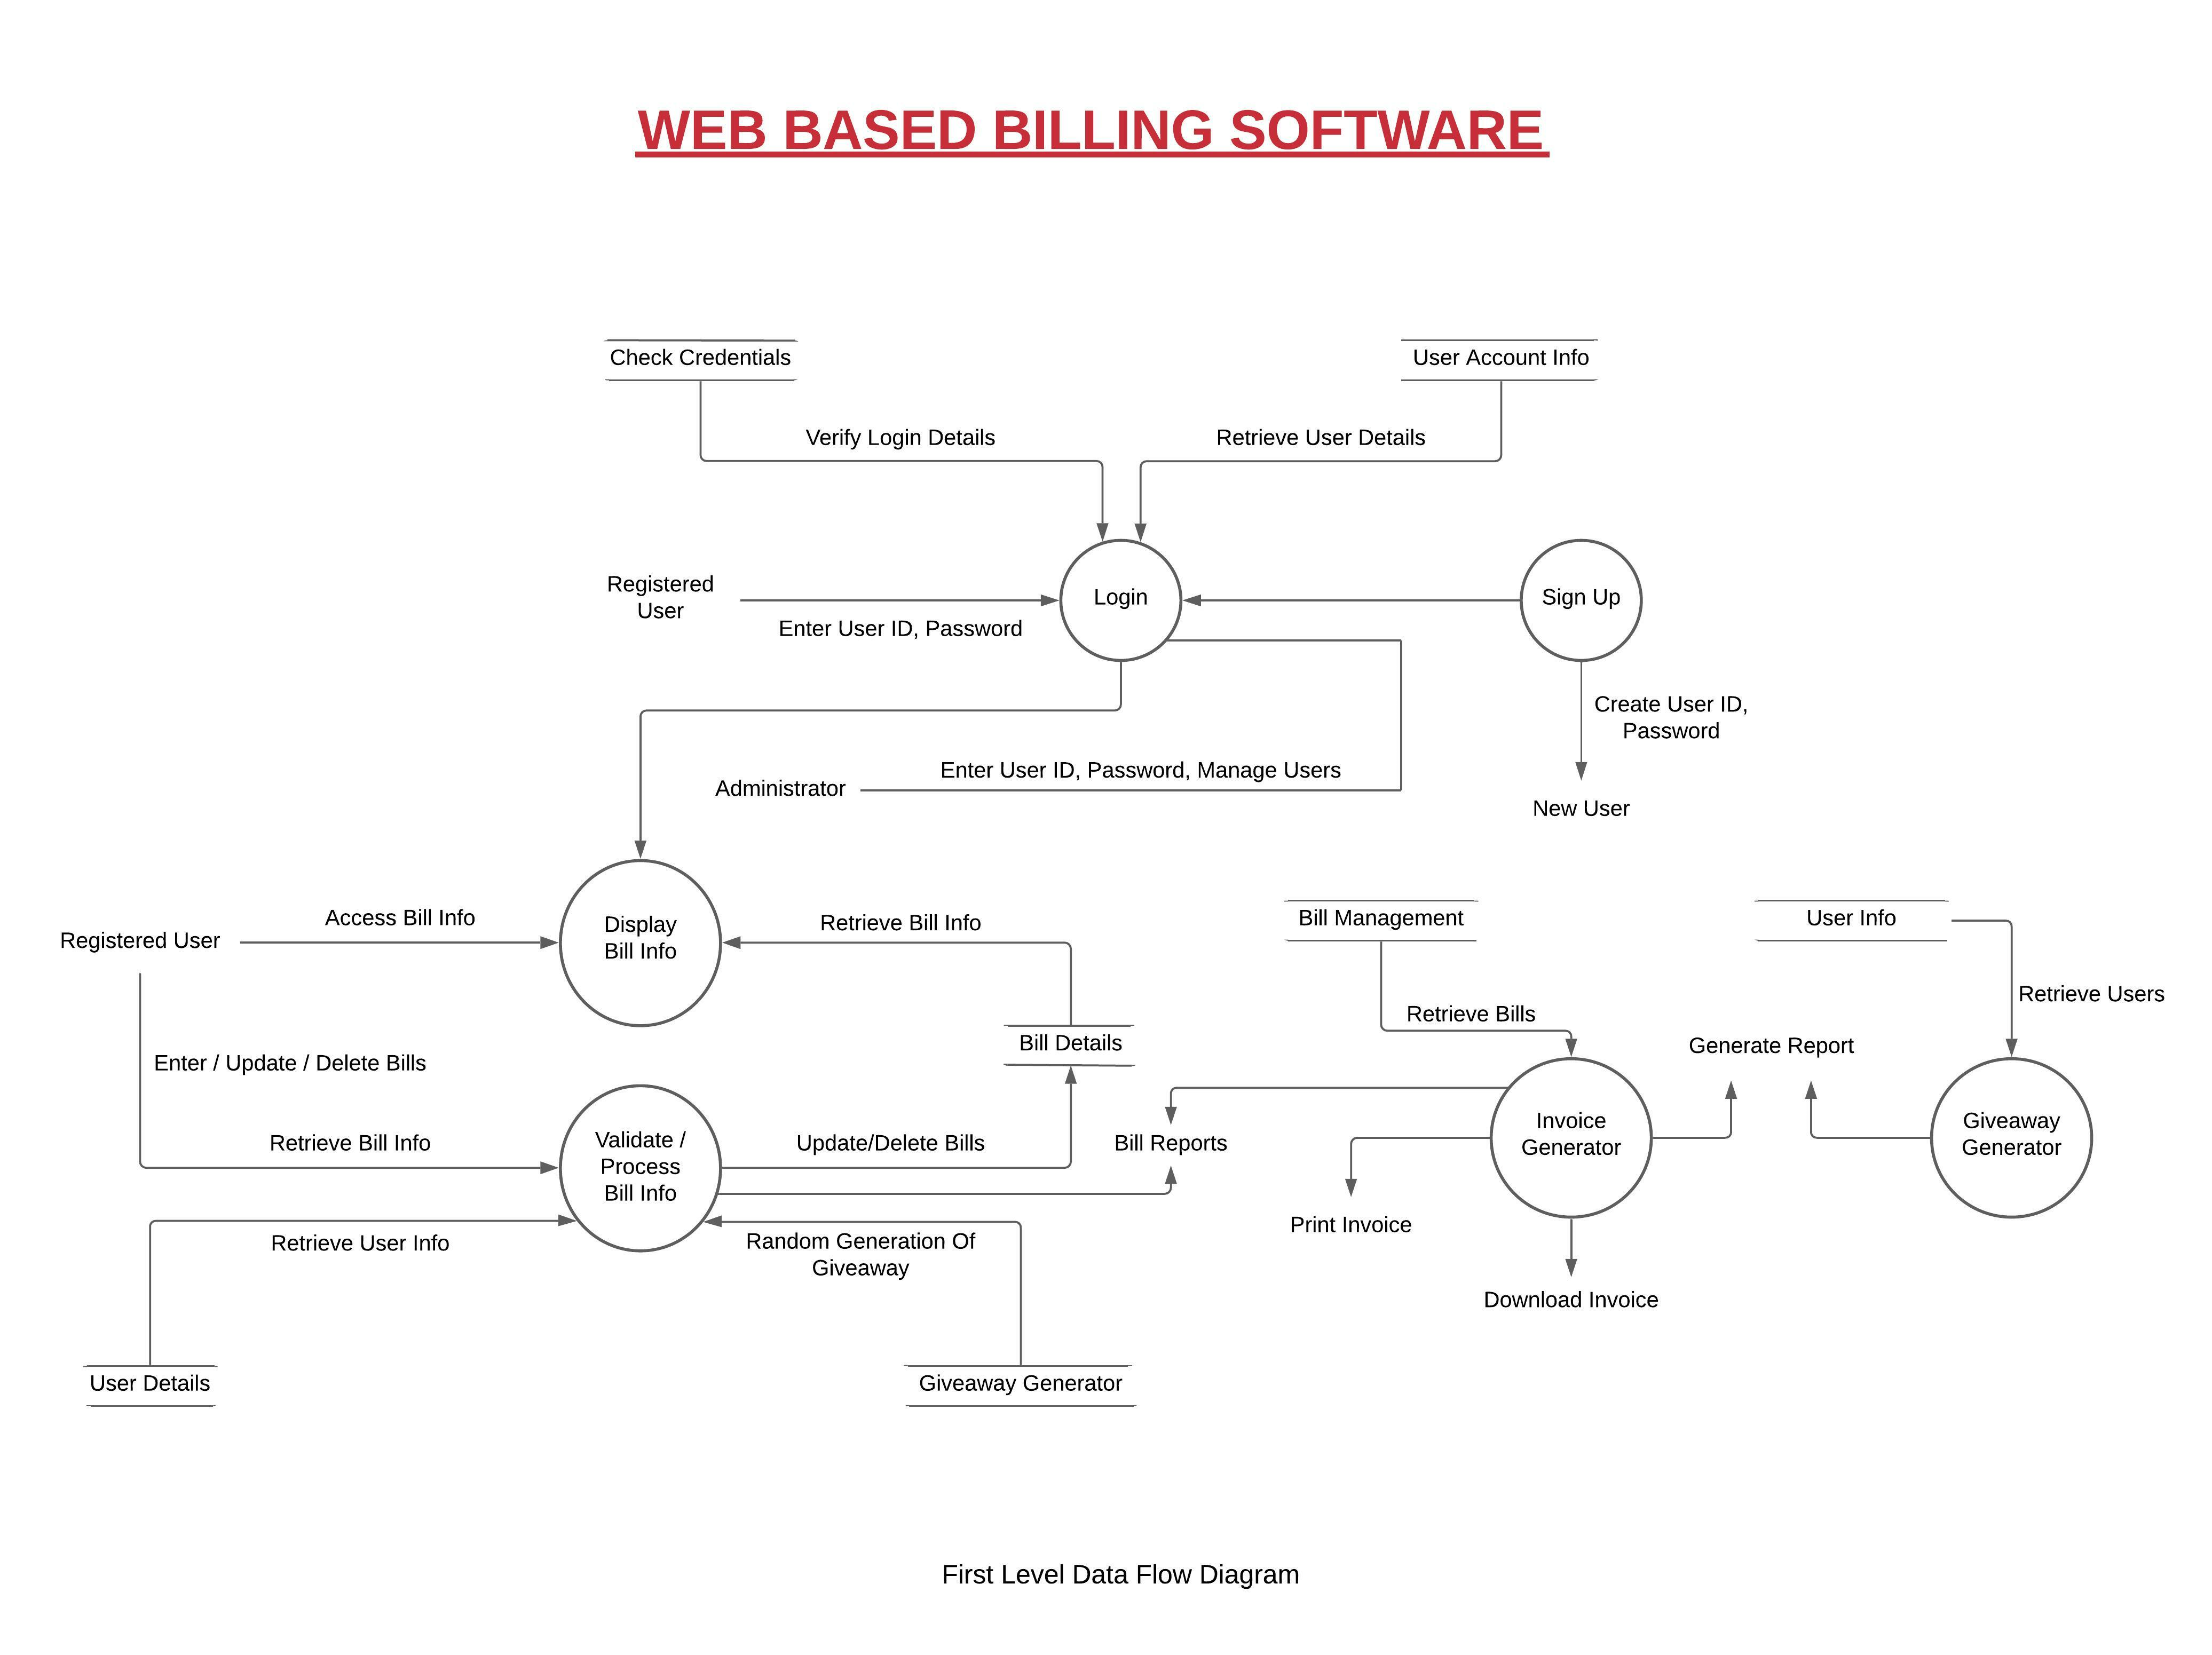 WEB BASED BILLING SOFTWARE
Check Credentials
User Account Info
Verify Login Details
Retrieve User Details
Registered
User
Enter User ID, Password
Login
Sign Up
Create User ID,
Password
Enter User ID, Password, Manage Users
Administrator
New User
Registered User
Access Bill Info
Display
Bill Info
Retrieve Bill Info
Bill Management
User Info
Retrieve Users
Retrieve Bills
Bill Details
Generate Report
Enter / Update / Delete Bills
Retrieve Bill Info
Validate /
Process
Bill Info
Update/Delete Bills
Bill Reports
Invoice
Generator
Giveaway
Generator
Print Invoice
Retrieve User Info
Random Generation Of
Giveaway
Download Invoice
User Details
Giveaway Generator
First Level Data Flow Diagram